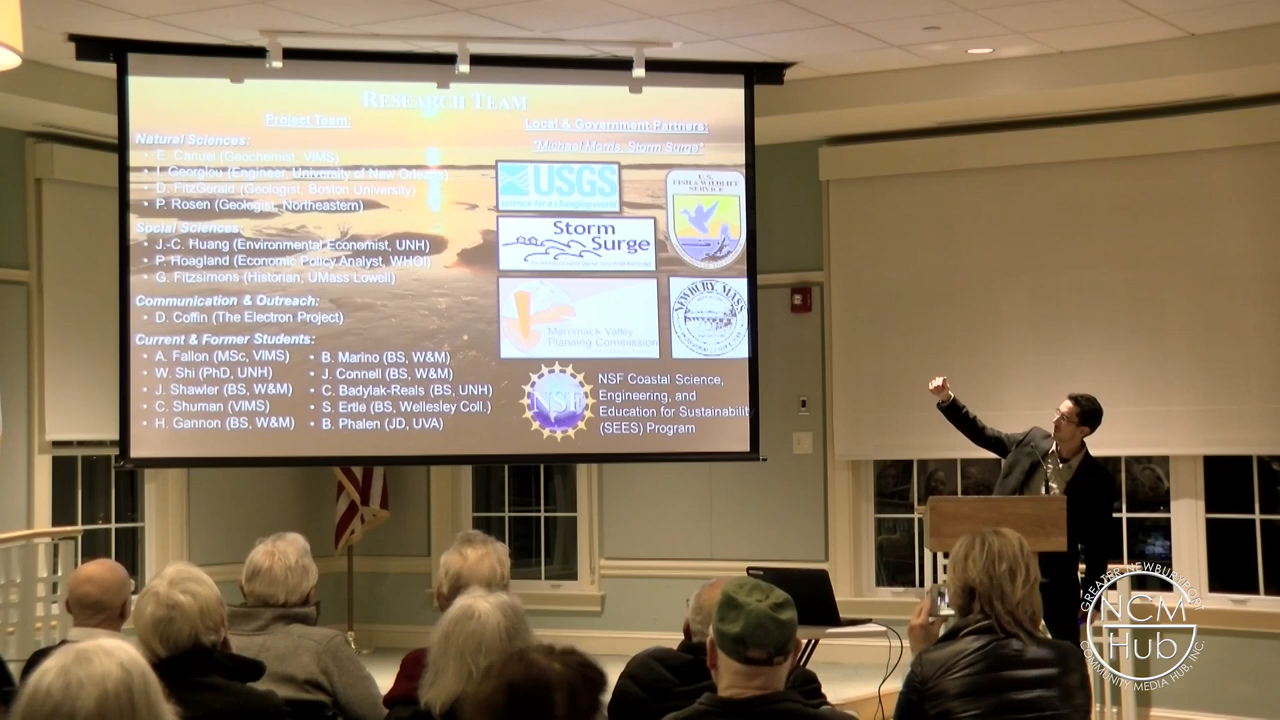 RESEARCH TEAM
Project Team:
Natural Sciences:
• E. Canuel (Geochemist, VIMS)
• I. Georgiou (Engineer, University of New Orleans)
• D. FitzGerald (Geologist, Boston University)
• P. Rosen (Geologist, Northeastern)
Social Sciences:
• J.-C. Huang (Environmental Economist, UNH)
• P. Hoagland (Economic Policy Analyst, WHOI)
• G. Fitzsimons (Historian, UMass Lowell)
Communication & Outreach:
• D. Coffin (The Electron Project)
Current & Former Students:
• A. Fallon (MSc, VIMS)
• W. Shi (PhD, UNH)
• J. Shawler (BS, W&M)
• C. Shuman (VIMS)
• H. Gannon (BS, W&M)
• B. Marino (BS, W&M)
• J. Connell (BS, W&M)
• C. Badylak-Reals (BS, UNH)
• S. Ertle (BS, Wellesley Coll.)
• B. Phalen (JD, UVA)
Local & Government Partners:
"Michael Morris, Storm Surge"
USGS
science for a changing world
U.S.
FISH & WILDLIFE
SERVICE
Storm
Surge
Merrimack Valley
Planning Commission
NEWBURY, MASS
NSF
NSF Coastal Science,
Engineering, and
Education for Sustainability
(SEES) Program
GREATER NEWBURYPORT
NCM
Hub
COMMUNITY MEDIA HUB, INC.